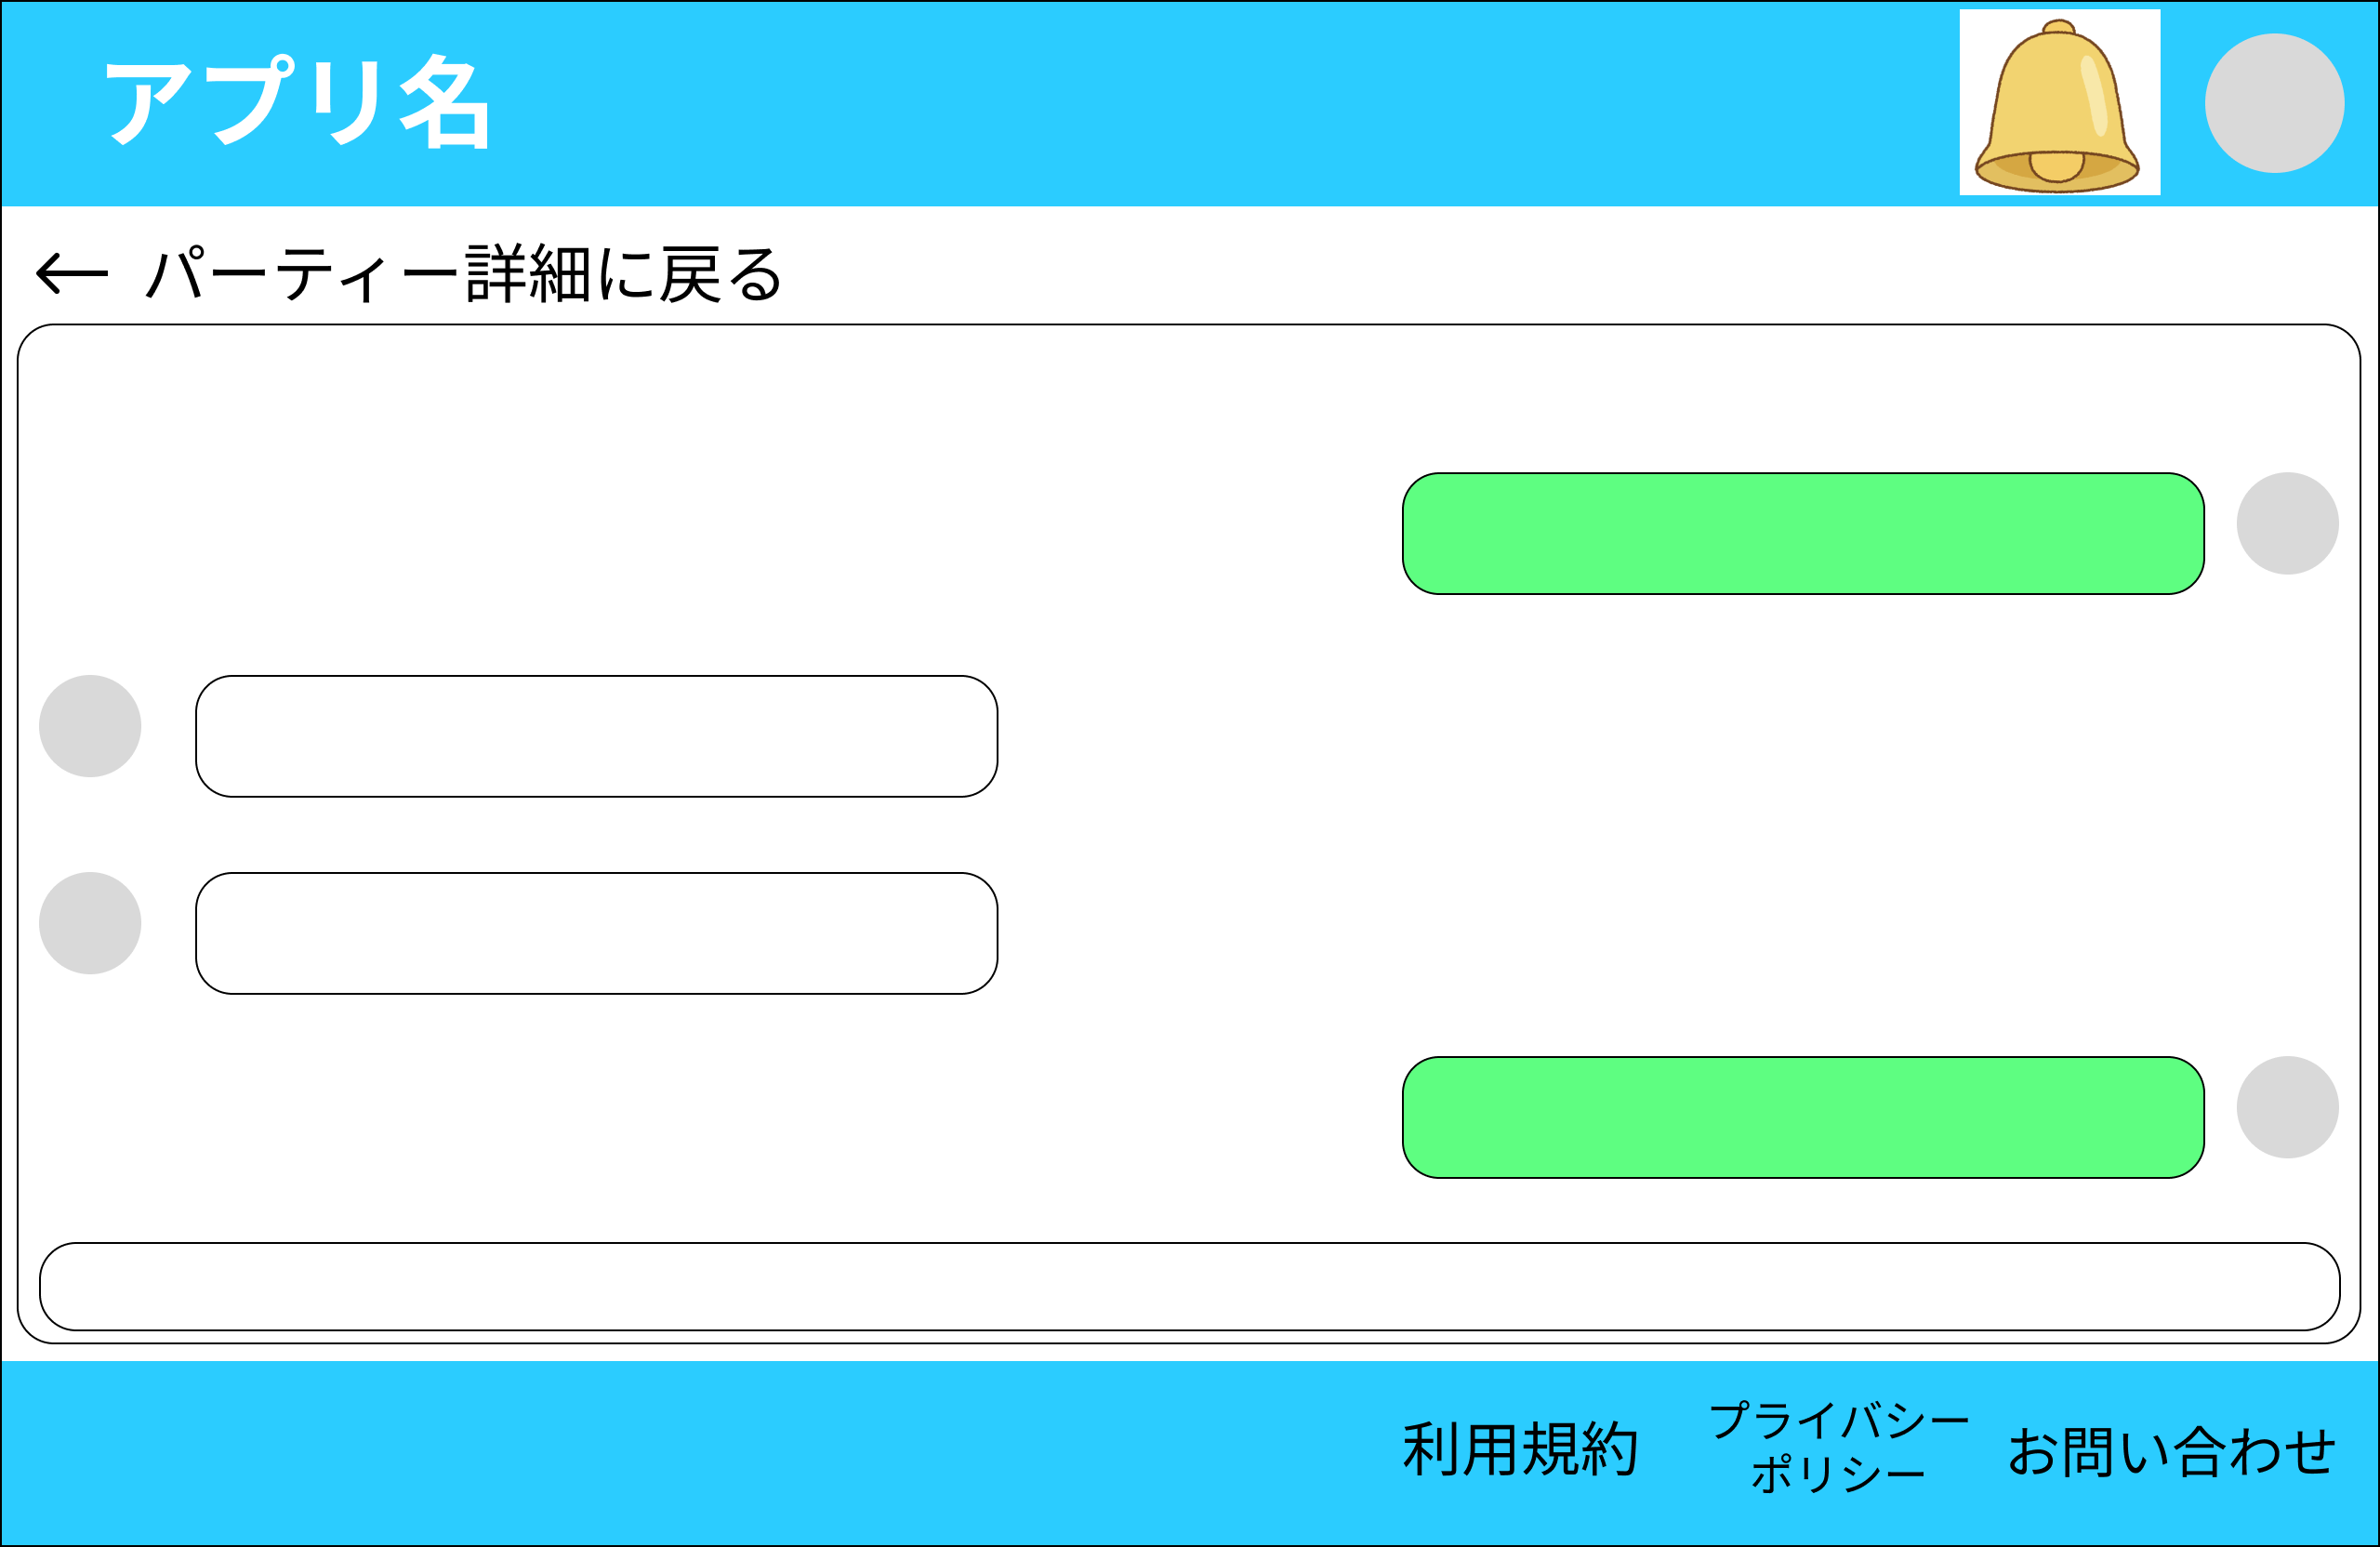 アプリ名
← パーティー詳細に戻る
利用規約
プライバシー
ポリシー
お問い合わせ